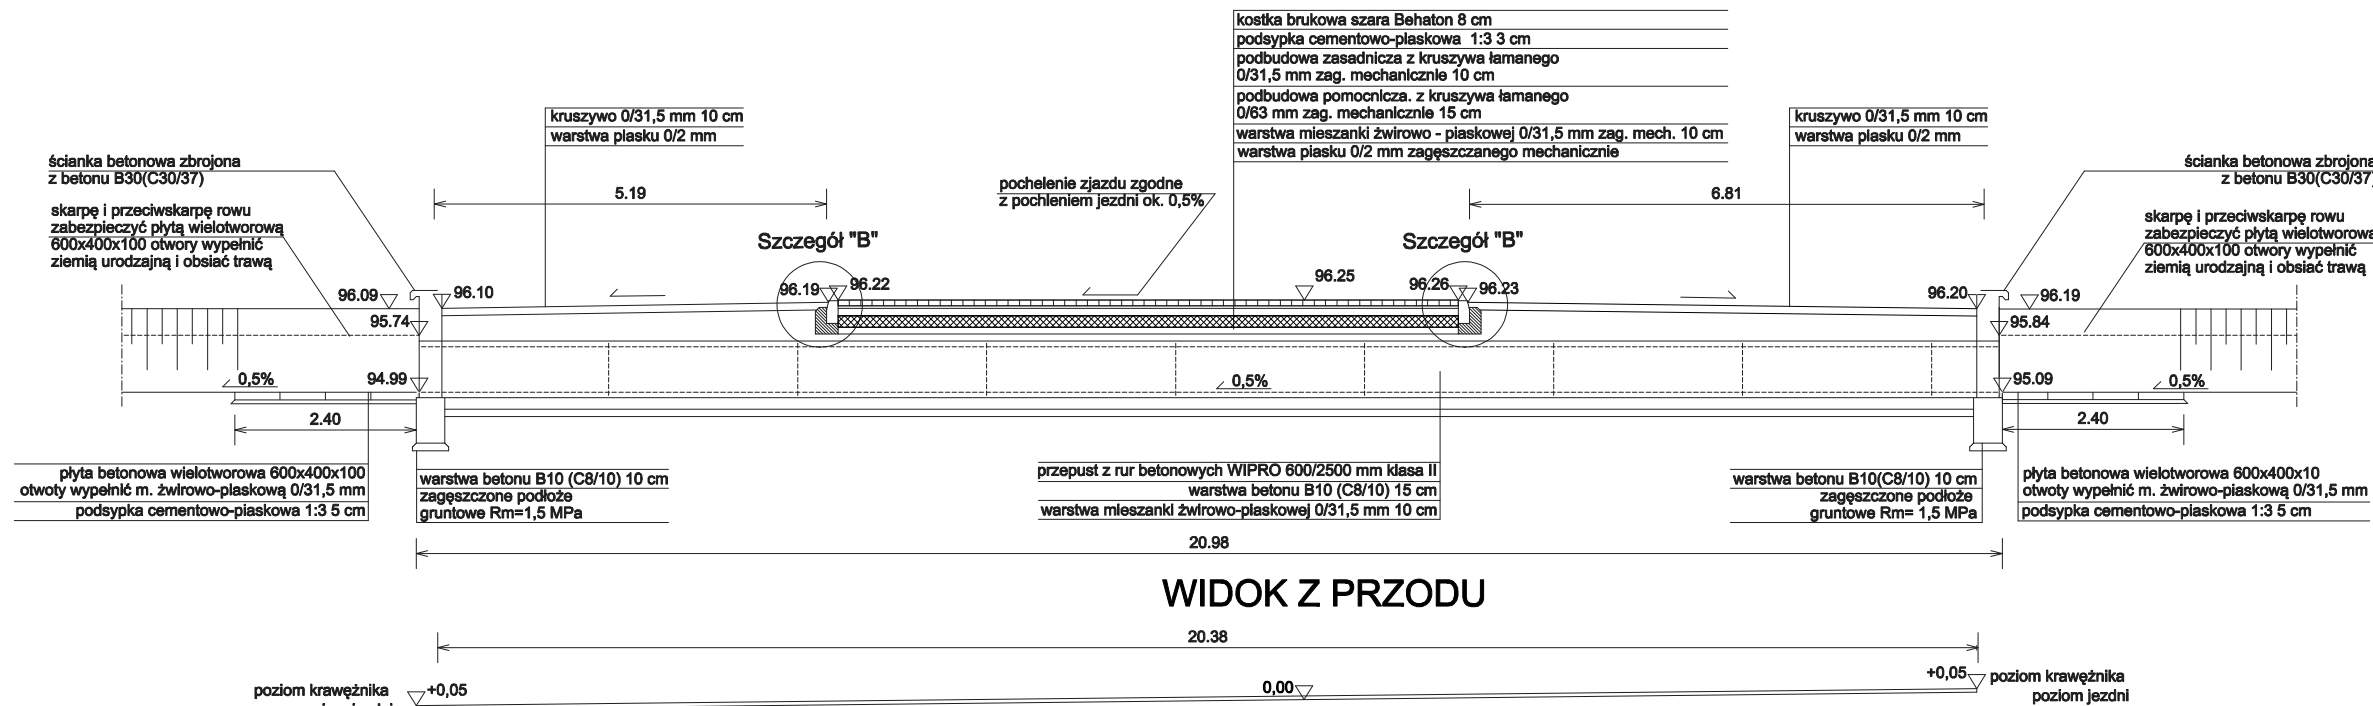 kostka brukowa szara Behaton 8 cm
podsypka cementowo-piaskowa 1:3 3 cm
podbudowa zasadnicza z kruszywa łamanego
0/31,5 mm zag. mechanicznie 10 cm
podbudowa pomocnicza. z kruszywa łamanego
0/63 mm zag. mechanicznie 15 cm
warstwa mieszanki żwirowo - piaskowej 0/31,5 mm zag. mech. 10 cm
warstwa piasku 0/2 mm zagęszczanego mechanicznie
kruszywo 0/31,5 mm 10 cm
warstwa piasku 0/2 mm
kruszywo 0/31,5 mm 10 cm
warstwa piasku 0/2 mm
ścianka betonowa zbrojona
z betonu B30(C30/37)
skarpę i przeciwskarpę rowu
zabezpieczyć płytą wielotworową
600x400x100 otwory wypełnić
ziemią urodzajną i obsiać trawą
5.19
pochelenie zjazdu zgodne
z pochleniem jezdni ok. 0,5%
6.81
ścianka betonowa zbrojona
z betonu B30(C30/37)
skarpę i przeciwskarpę rowu
zabezpieczyć płytą wielotworową
600x400x100 otwory wypełnić
ziemią urodzajną i obsiać trawą
Szczegół "B"
Szczegół "B"
96.09
96.10
96.19
96.22
96.25
96.26
96.23
96.20
96.19
95.74
95.84
0,5%
94.99
0,5%
95.09
0,5%
2.40
2.40
płyta betonowa wielotworowa 600x400x100
otwoty wypełnić m. żwirowo-piaskową 0/31,5 mm
podsypka cementowo-piaskowa 1:3 5 cm
warstwa betonu B10 (C8/10) 10 cm
zagęszczone podłoże
gruntowe Rm=1,5 MPa
przepust z rur betonowych WIPRO 600/2500 mm klasa II
warstwa betonu B10 (C8/10) 15 cm
warstwa mieszanki żwirowo-piaskowej 0/31,5 mm 10 cm
warstwa betonu B10(C8/10) 10 cm
zagęszczone podłoże
gruntowe Rm= 1,5 MPa
płyta betonowa wielotworowa 600x400x10
otwoty wypełnić m. żwirowo-piaskową 0/31,5 mm
podsypka cementowo-piaskowa 1:3 5 cm
20.98
WIDOK Z PRZODU
20.38
poziom krawężnika
+0,05
0,00
+0,05
poziom krawężnika
poziom jezdni